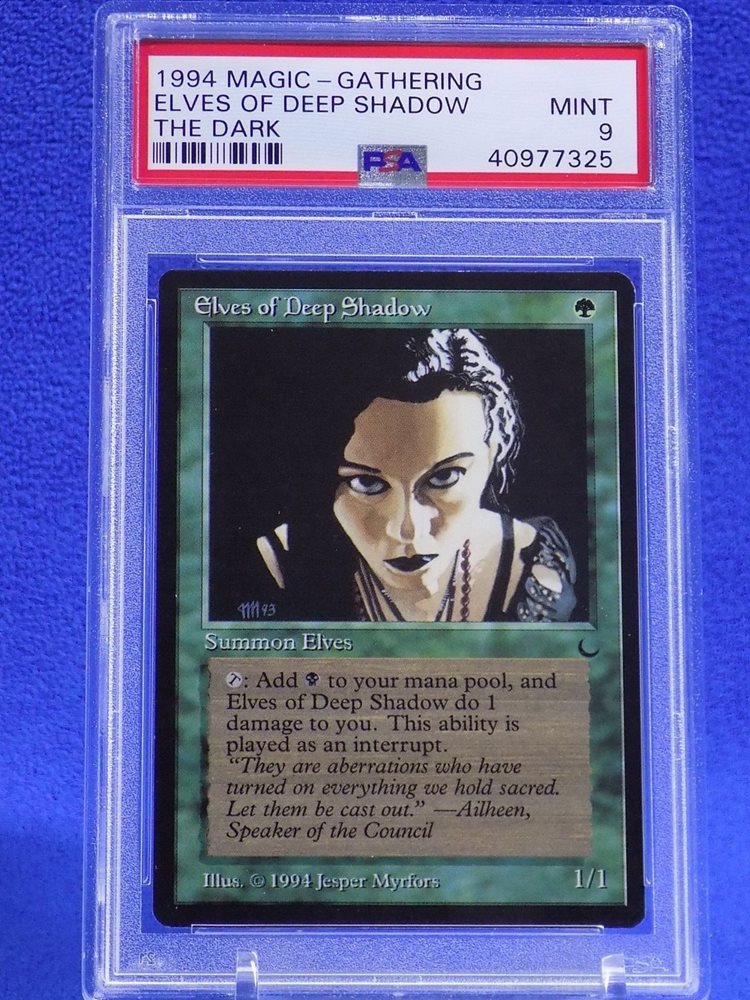 1994 MAGIC – GATHERING
ELVES OF DEEP SHADOW MINT
THE DARK 9
PSA 40977325
Elves of Deep Shadow
93
Summon Elves
T: Add to your mana pool, and
Elves of Deep Shadow do 1
damage to you. This ability is
played as an interrupt.
“They are aberrations who have
turned on everything we hold sacred.
Let them be cast out.” —Ailheen,
Speaker of the Council
Illus. © 1994 Jesper Myrfors 1/1